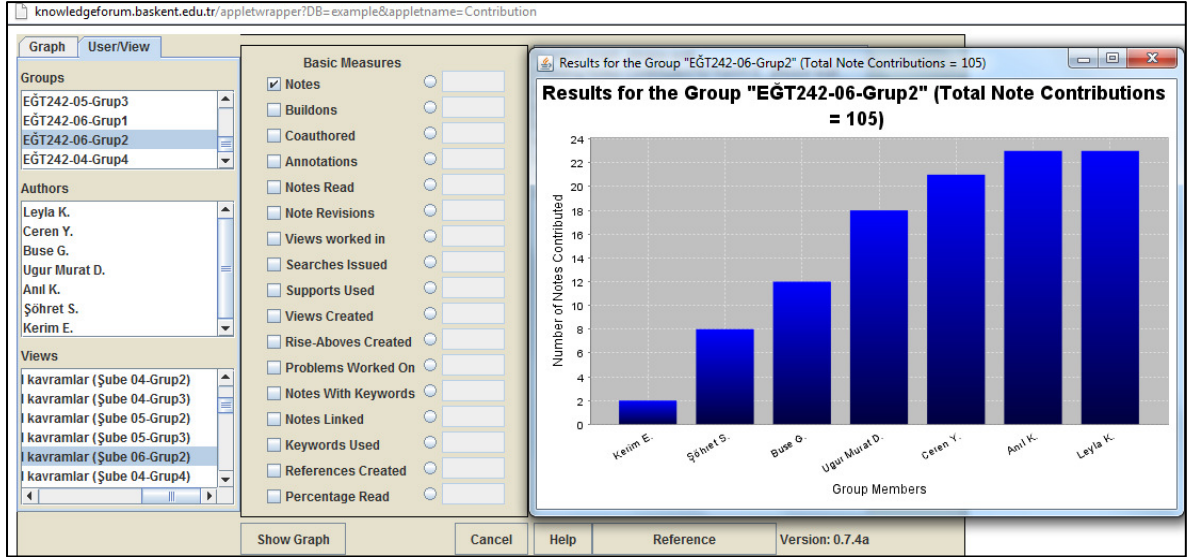 knowledgeforum.baskent.edu.tr/appletwrapper?DB=example&appletname=Contribution
Graph
User/View
Groups
EĞT242-05-Grup3
EĞT242-06-Grup1
EĞT242-06-Grup2
EĞT242-04-Grup4
Authors
Leyla K.
Ceren Y.
Buse G.
Ugur Murat D.
Anıl K.
Şöhret S.
Kerim E.
Views
l kavramlar (Şube 04-Grup2)
l kavramlar (Şube 04-Grup3)
l kavramlar (Şube 05-Grup2)
l kavramlar (Şube 05-Grup3)
l kavramlar (Şube 06-Grup2)
l kavramlar (Şube 04-Grup4)
Basic Measures
Notes
Buildons
Coauthored
Annotations
Notes Read
Note Revisions
Views worked in
Searches Issued
Supports Used
Views Created
Rise-Aboves Created
Problems Worked On
Notes With Keywords
Notes Linked
Keywords Used
References Created
Percentage Read
Results for the Group "EĞT242-06-Grup2" (Total Note Contributions = 105)
Results for the Group "EĞT242-06-Grup2" (Total Note Contributions
= 105)
Number of Notes Contributed
24
22
20
18
16
14
12
10
8
6
4
2
0
Kerim E.
Şöhret S.
Buse G.
Ugur Murat D.
Ceren Y.
Anıl K.
Leyla K.
Group Members
Show Graph
Cancel
Help
Reference
Version: 0.7.4a